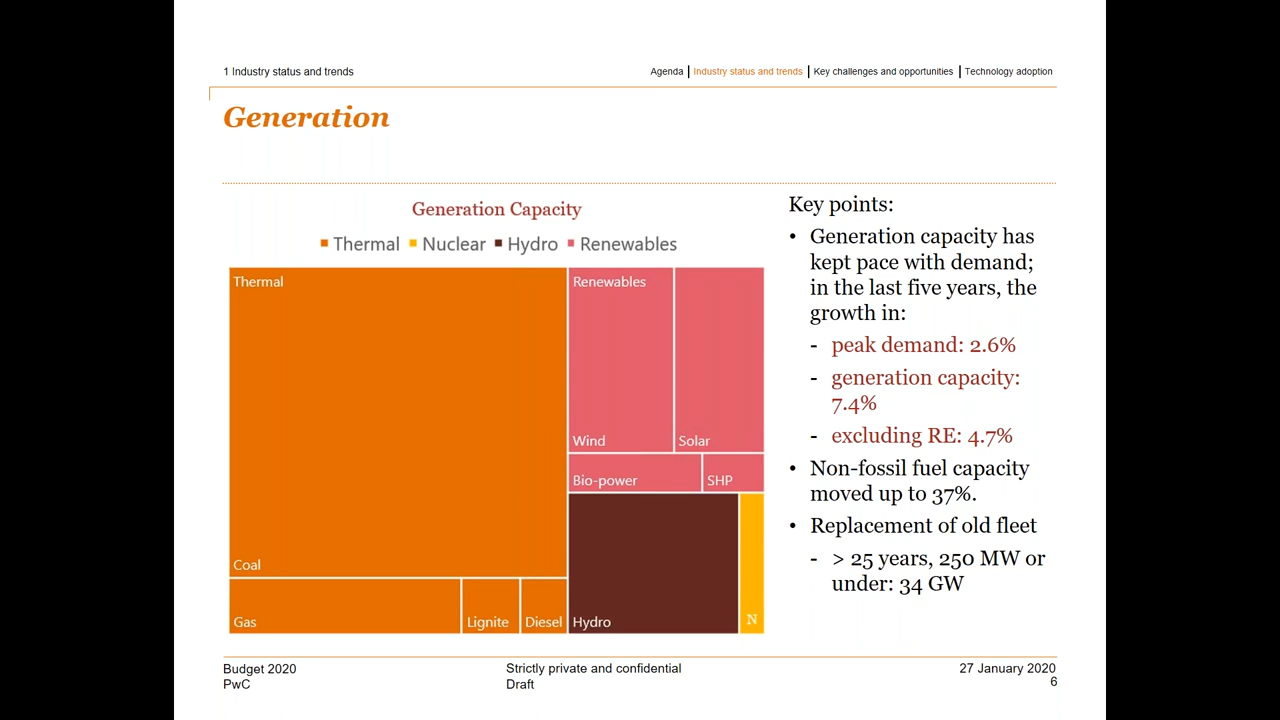 1 Industry status and trends
Agenda | Industry status and trends | Key challenges and opportunities | Technology adoption
Generation
Generation Capacity
Thermal Nuclear Hydro Renewables
Thermal
Coal
Gas
Lignite
Diesel
Renewables
Wind
Solar
Bio-power
SHP
Hydro
N
Key points:
• Generation capacity has
kept pace with demand;
in the last five years, the
growth in:
- peak demand: 2.6%
- generation capacity:
7.4%
- excluding RE: 4.7%
• Non-fossil fuel capacity
moved up to 37%.
• Replacement of old fleet
- > 25 years, 250 MW or
under: 34 GW
Budget 2020
PwC
Strictly private and confidential
Draft
27 January 2020
6